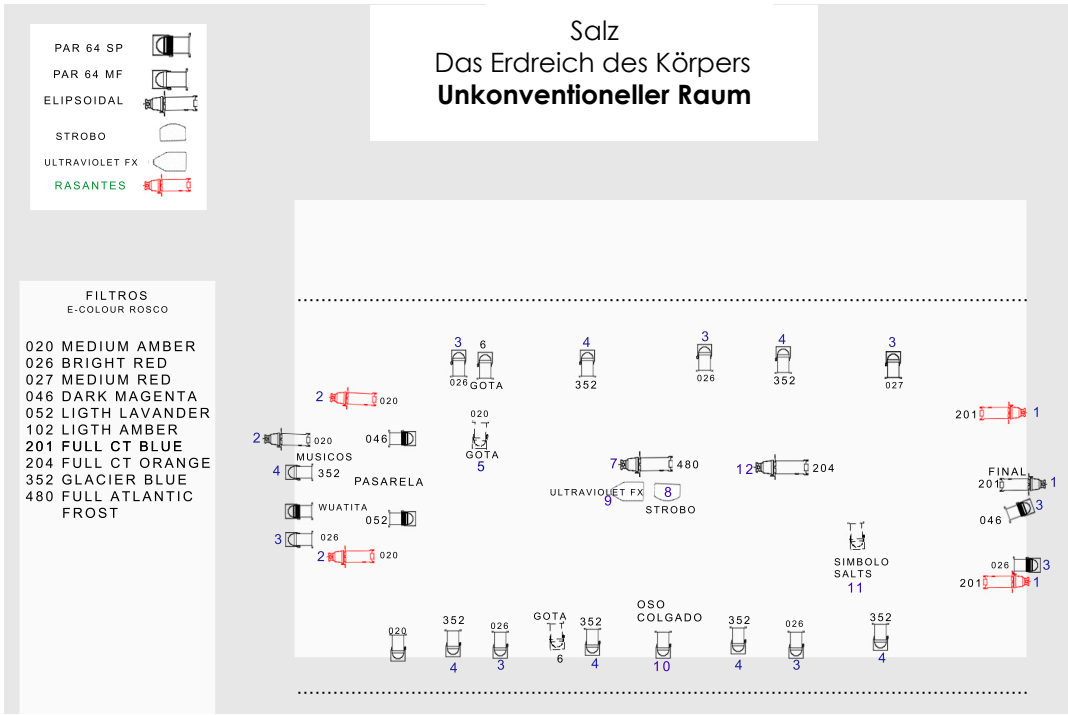 Salz
Das Erdreich des Körpers
Unkonventioneller Raum
PAR 64 SP
PAR 64 MF
ELIPSOIDAL
STROBO
ULTRAVIOLET FX
RASANTES
FILTROS
E-COLOUR ROSCO
020 MEDIUM AMBER
026 BRIGHT RED
027 MEDIUM RED
046 DARK MAGENTA
052 LIGTH LAVANDER
102 LIGTH AMBER
201 FULL CT BLUE
204 FULL CT ORANGE
352 GLACIER BLUE
480 FULL ATLANTIC
FROST
3 6 4 3 4 3
026 GOTA 352 026 352 027
2 020
201 1
020
2 020
046
MUSICOS
GOTA
5
4 352
PASARELA
7 480
12 204
ULTRAVIOLET FX
9
8
STROBO
FINAL
201 1
046 3
WUATITA
052
3 026
2 020
SIMBOLO
SALTS
11
026 3
201 1
OSO
COLGADO
GOTA
020 352 026 352 352 026 352
4 3 6 4 10 4 3 4